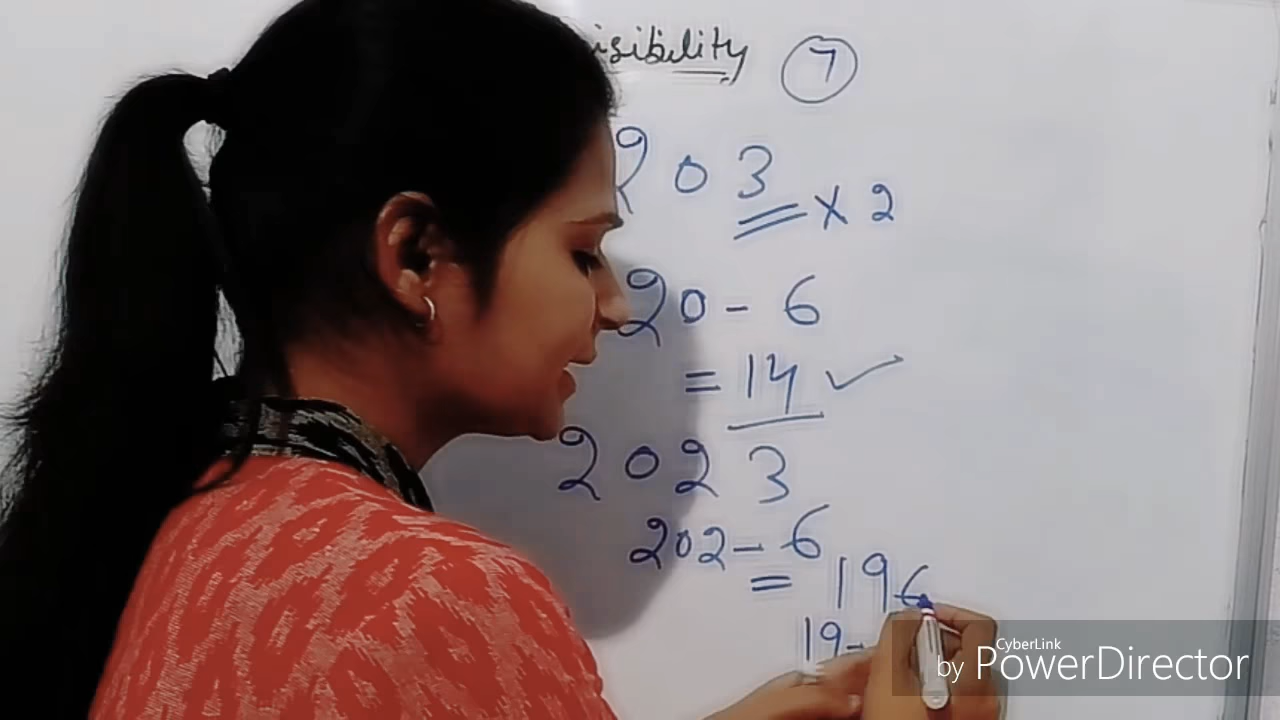 isibility 7
203 × 2
20 - 6
= 14 ✓
2023
202 - 6
= 196
19 -
CyberLink
by PowerDirector